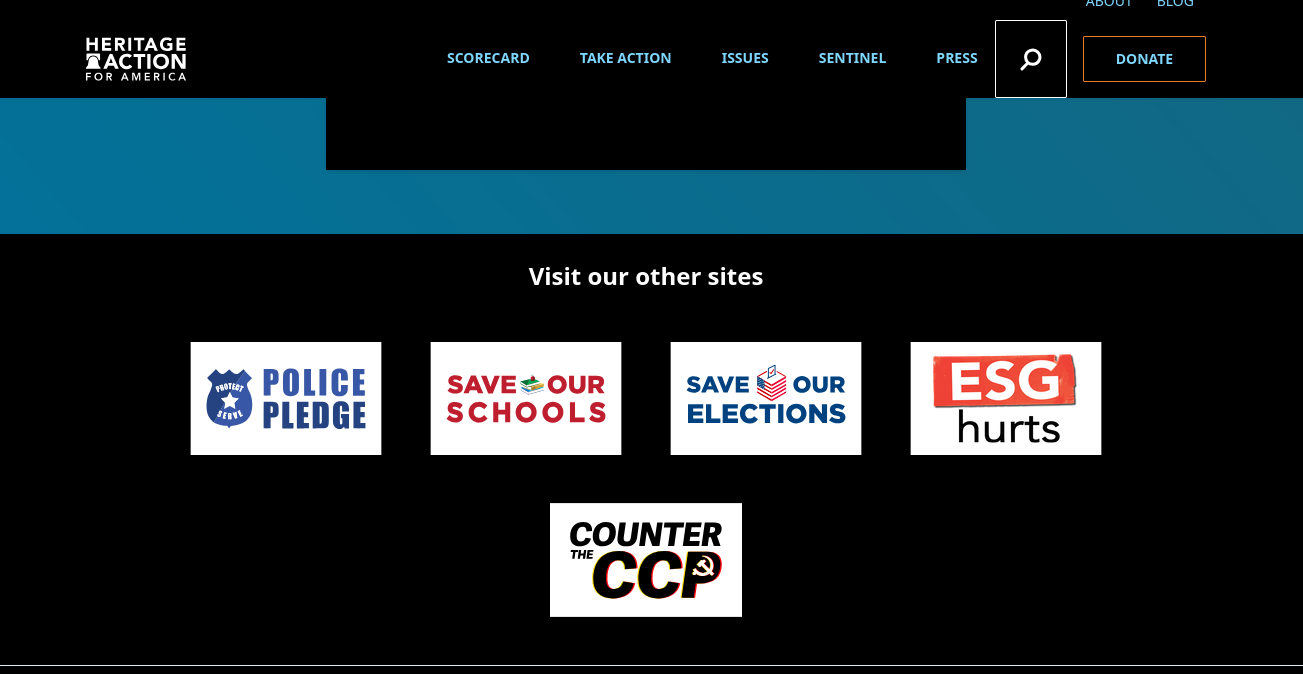 ABOUT BLOG
HERITAGE
ACTION
FOR AMERICA
SCORECARD TAKE ACTION ISSUES SENTINEL PRESS DONATE
Visit our other sites
PROTECT
SERVE
POLICE
PLEDGE
SAVE OUR
SCHOOLS
SAVE OUR
ELECTIONS
ESG
hurts
COUNTER
THE
CCP